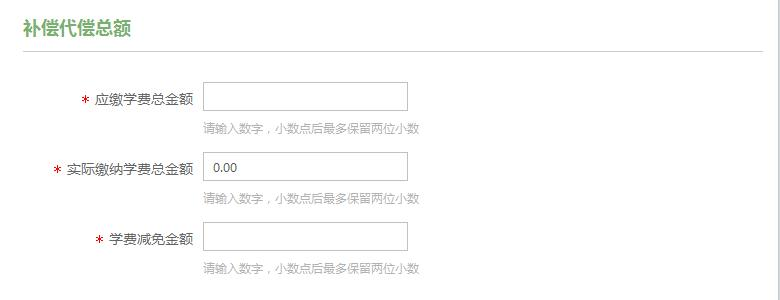 补偿代偿总额
* 应缴学费总金额
请输入数字，小数点后最多保留两位小数
* 实际缴纳学费总金额 0.00
请输入数字，小数点后最多保留两位小数
* 学费减免金额
请输入数字，小数点后最多保留两位小数